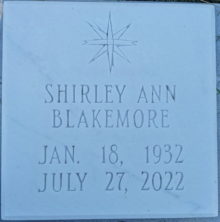 SHIRLEY ANN
BLAKEMORE
JAN. 18, 1932
JULY 27, 2022